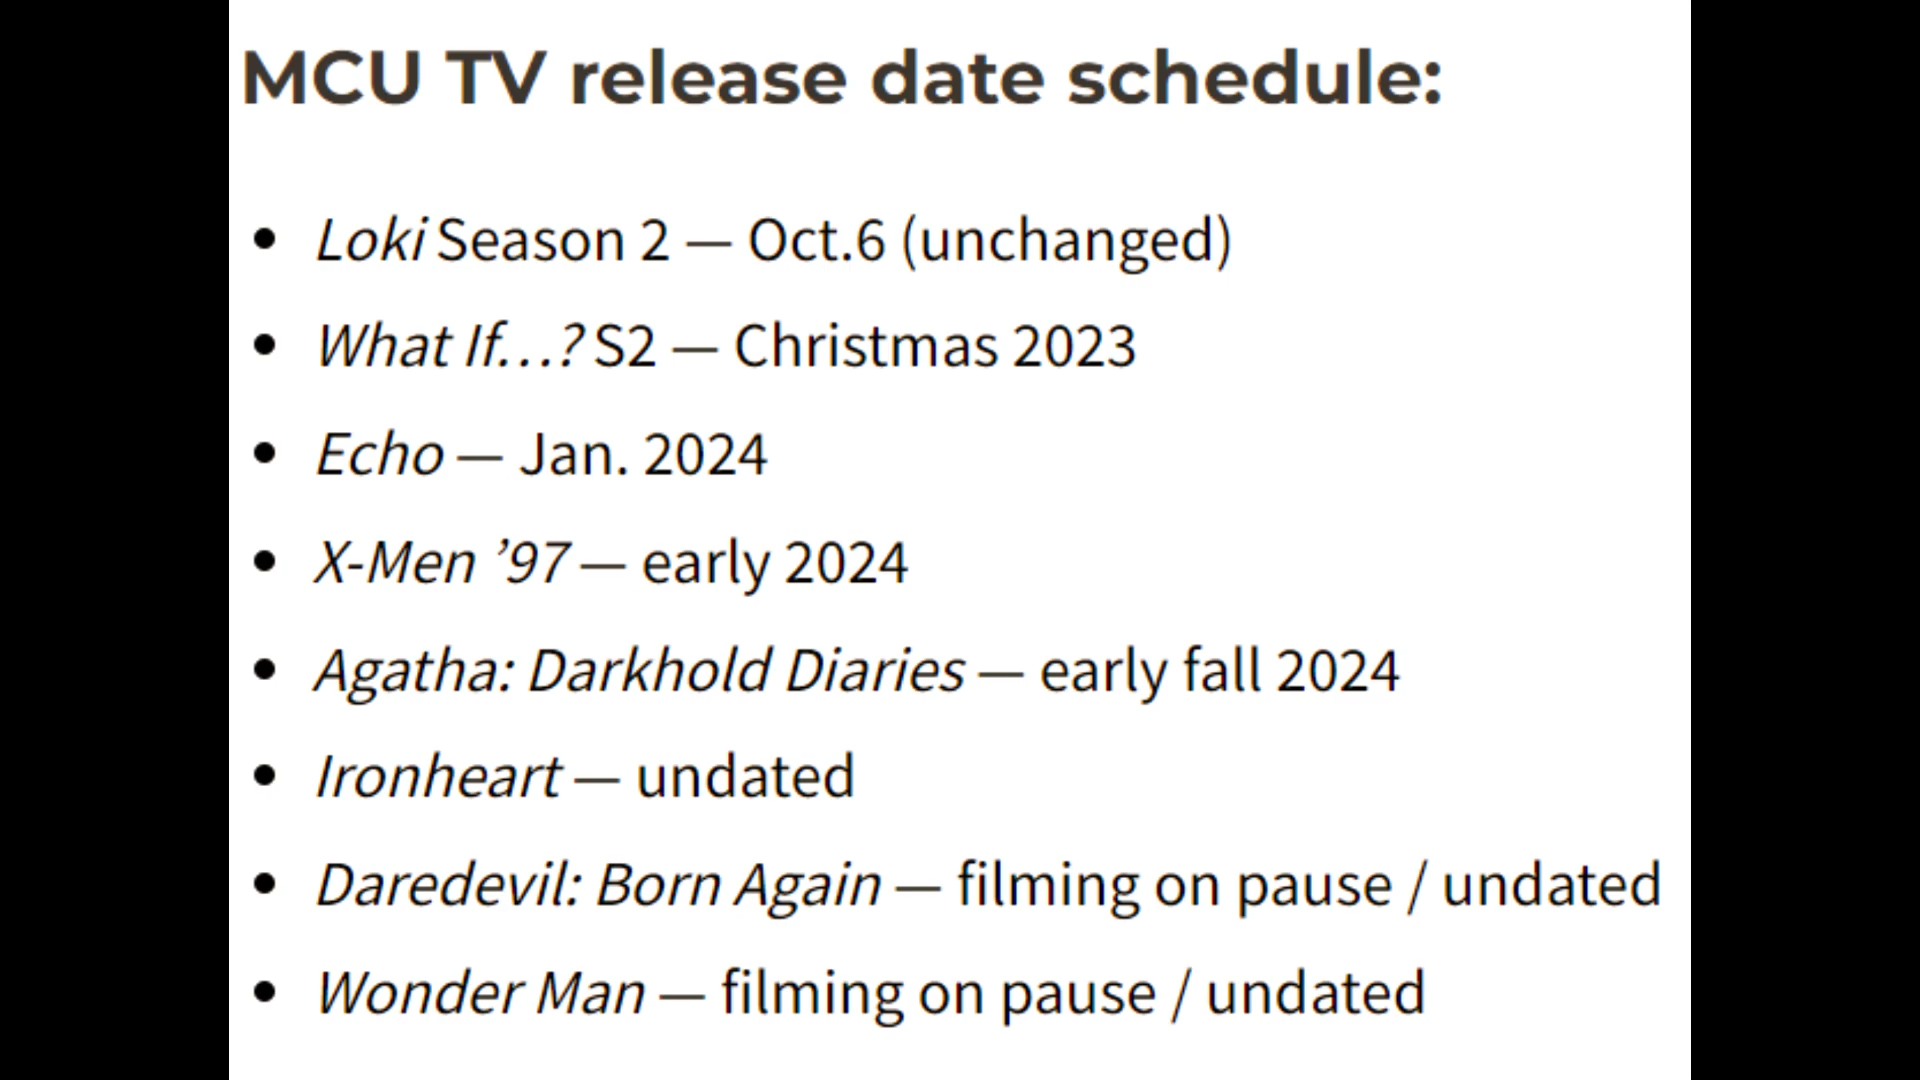 MCU TV release date schedule:
• Loki Season 2 — Oct.6 (unchanged)
• What If…? S2 — Christmas 2023
• Echo — Jan. 2024
• X-Men ’97 — early 2024
• Agatha: Darkhold Diaries — early fall 2024
• Ironheart — undated
• Daredevil: Born Again — filming on pause / undated
• Wonder Man — filming on pause / undated